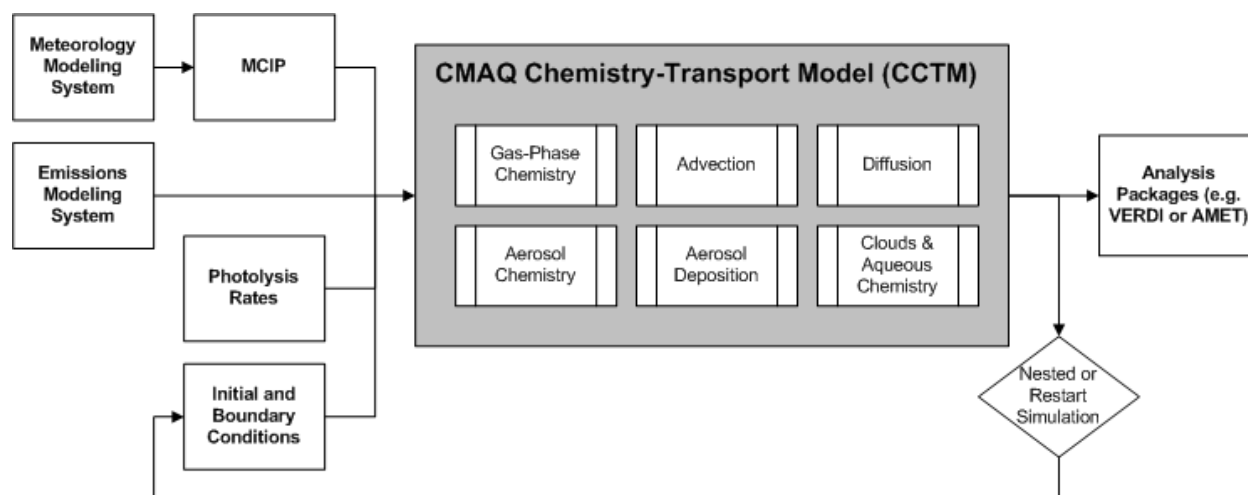 Meteorology
Modeling
System
MCIP
Emissions
Modeling
System
Photolysis
Rates
Initial and
Boundary
Conditions
CMAQ Chemistry-Transport Model (CCTM)
Gas-Phase
Chemistry
Advection
Diffusion
Aerosol
Chemistry
Aerosol
Deposition
Clouds &
Aqueous
Chemistry
Analysis
Packages (e.g.
VERDI or AMET)
Nested or
Restart
Simulation